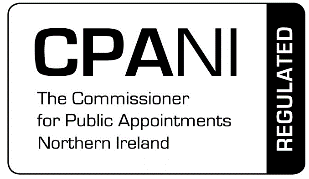 CPANI
The Commissioner
for Public Appointments
Northern Ireland
REGULATED